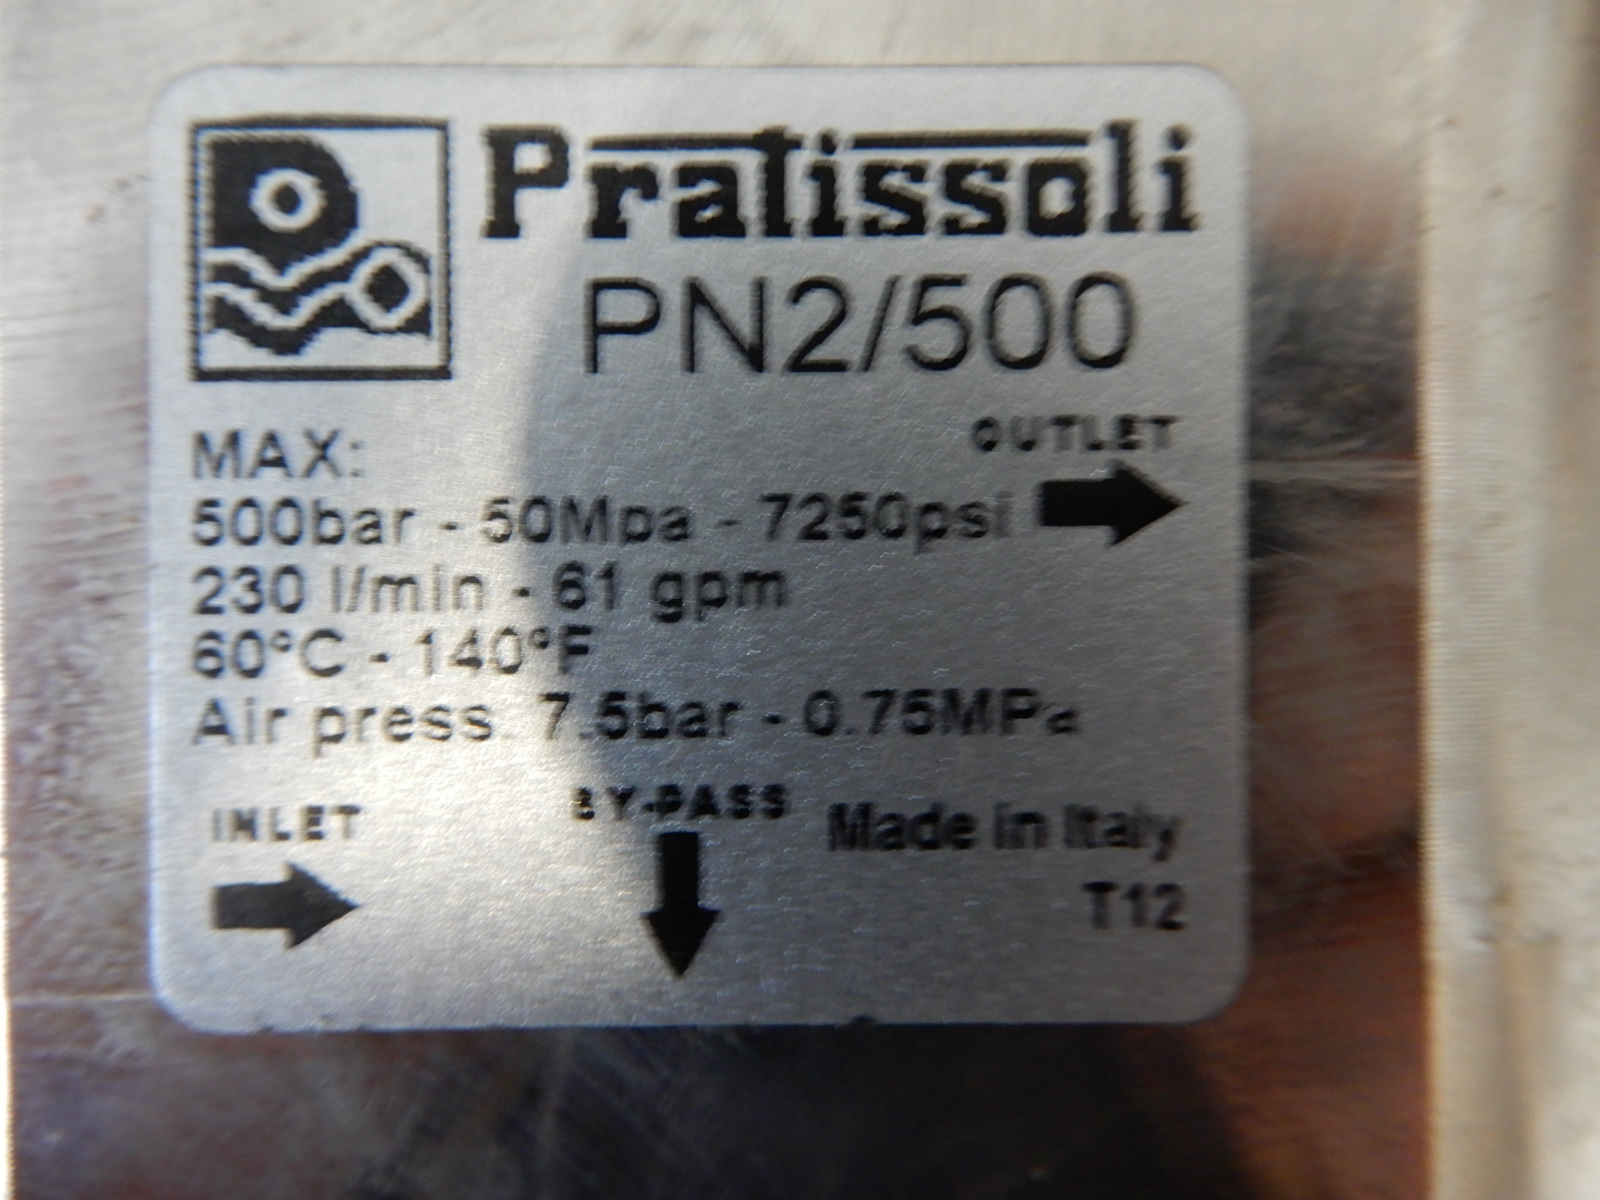 Pratissoli
PN2/500
OUTLET
MAX:
500bar - 50Mpa - 7250psi
230 l/min - 61 gpm
60°C - 140°F
Air press. 7.5bar - 0.75MPa
INLET
BY-PASS
Made in Italy
T12